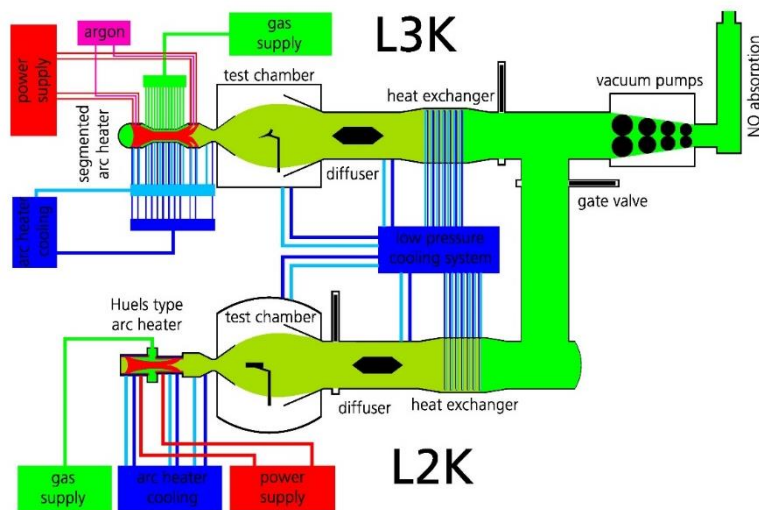 L3K
gas
supply
argon
power
supply
test chamber
heat exchanger
vacuum pumps
NO absorption
segmented
arc heater
diffuser
gate valve
arc heater
cooling
low pressure
cooling system
Huels type
arc heater
test chamber
diffuser
heat exchanger
L2K
gas
supply
arc heater
cooling
power
supply